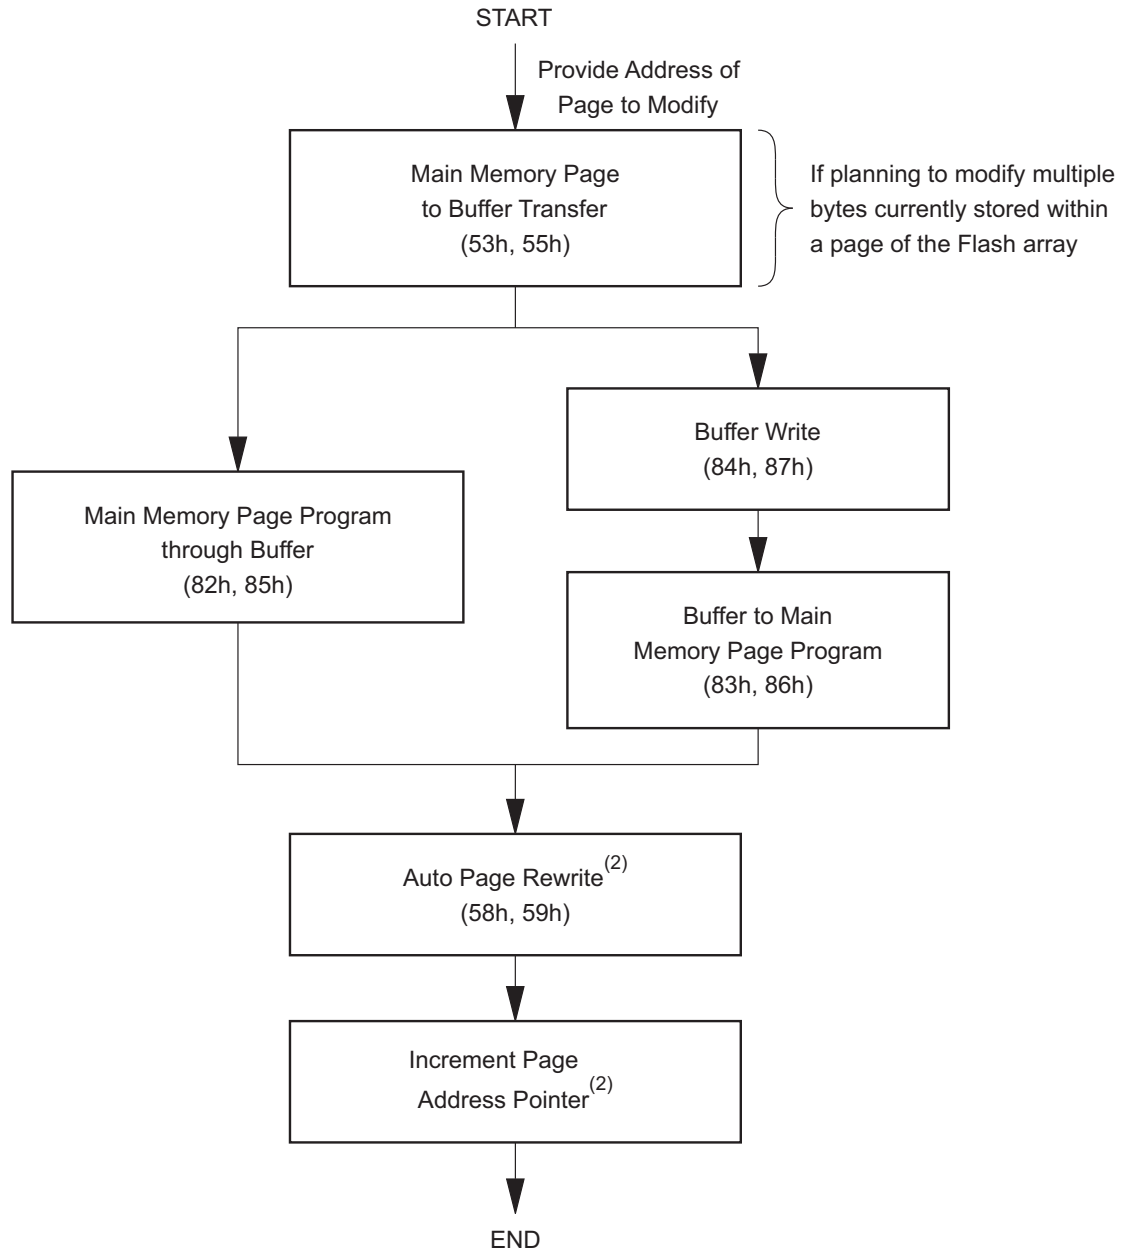 START
Provide Address of
Page to Modify
Main Memory Page
to Buffer Transfer
(53h, 55h)
If planning to modify multiple
bytes currently stored within
a page of the Flash array
Buffer Write
(84h, 87h)
Main Memory Page Program
through Buffer
(82h, 85h)
Buffer to Main
Memory Page Program
(83h, 86h)
Auto Page Rewrite(2)
(58h, 59h)
Increment Page
Address Pointer(2)
END